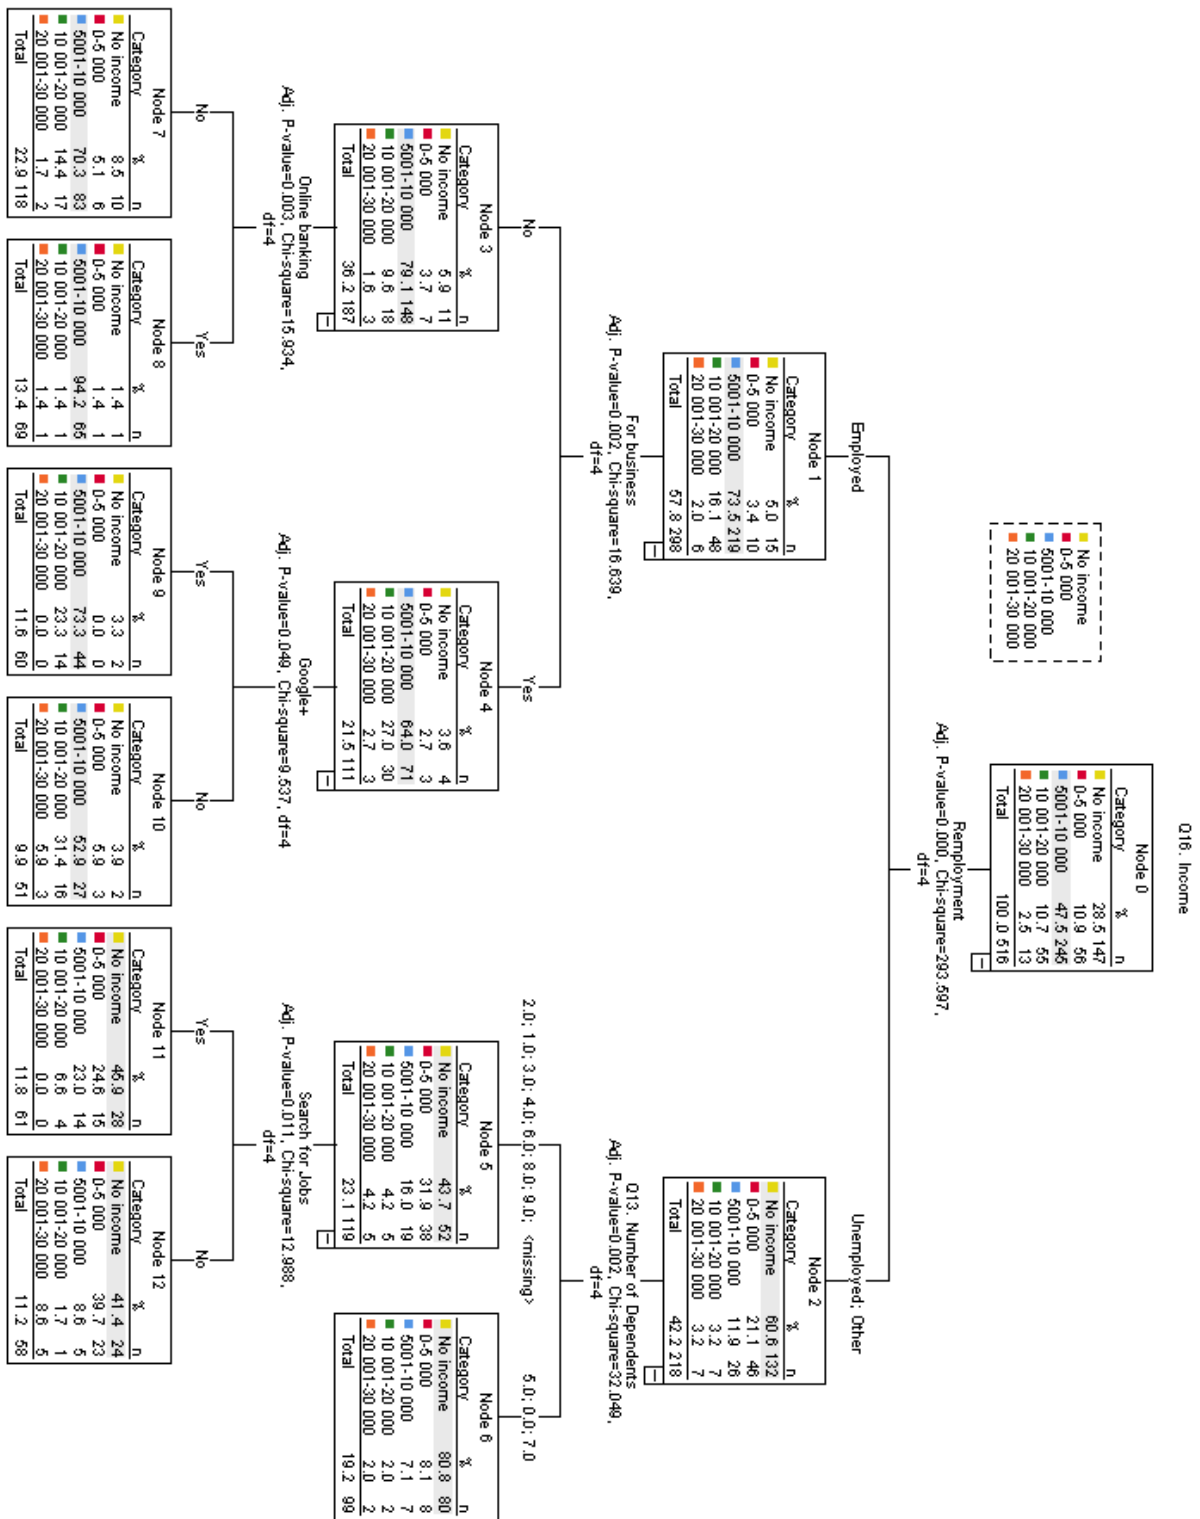 Q16. Income
Node 0
Category % n
No income 28.5 147
0-5 000 10.9 56
5001-10 000 47.5 245
10 001-20 000 10.7 55
20 001-30 000 2.5 13
Total 100.0 516
Remployment
Adj. P-value=0.000, Chi-square=293.597,
df=4
No income
0-5 000
5001-10 000
10 001-20 000
20 001-30 000
Employed
Unemployed; Other
Node 1
Category % n
No income 5.0 15
0-5 000 3.4 10
5001-10 000 73.5 219
10 001-20 000 16.1 48
20 001-30 000 2.0 6
Total 57.8 298
For business
Adj. P-value=0.002, Chi-square=16.639,
df=4
Node 2
Category % n
No income 60.6 132
0-5 000 21.1 46
5001-10 000 11.9 26
10 001-20 000 3.2 7
20 001-30 000 3.2 7
Total 42.2 218
Q13. Number of Dependents
Adj. P-value=0.002, Chi-square=32.049,
df=4
No
Yes
2.0; 1.0; 3.0; 4.0; 6.0; 8.0; 9.0; <missing>
5.0; 0.0; 7.0
Node 3
Category % n
No income 5.9 11
0-5 000 3.7 7
5001-10 000 79.1 148
10 001-20 000 9.6 18
20 001-30 000 1.6 3
Total 36.2 187
Online banking
Adj. P-value=0.003, Chi-square=15.934,
df=4
Node 4
Category % n
No income 3.6 4
0-5 000 2.7 3
5001-10 000 64.0 71
10 001-20 000 27.0 30
20 001-30 000 2.7 3
Total 21.5 111
Google+
Adj. P-value=0.049, Chi-square=9.537, df=4
Node 5
Category % n
No income 43.7 52
0-5 000 31.9 38
5001-10 000 16.0 19
10 001-20 000 4.2 5
20 001-30 000 4.2 5
Total 23.1 119
Search for Jobs
Adj. P-value=0.011, Chi-square=12.988,
df=4
Node 6
Category % n
No income 80.8 80
0-5 000 8.1 8
5001-10 000 7.1 7
10 001-20 000 2.0 2
20 001-30 000 2.0 2
Total 19.2 99
No
Yes
Yes
No
Yes
No
Node 7
Category % n
No income 8.5 10
0-5 000 5.1 6
5001-10 000 70.3 83
10 001-20 000 14.4 17
20 001-30 000 1.7 2
Total 22.9 118
Node 8
Category % n
No income 1.4 1
0-5 000 1.4 1
5001-10 000 94.2 65
10 001-20 000 1.4 1
20 001-30 000 1.4 1
Total 13.4 69
Node 9
Category % n
No income 3.3 2
0-5 000 0.0 0
5001-10 000 73.3 44
10 001-20 000 23.3 14
20 001-30 000 0.0 0
Total 11.6 60
Node 10
Category % n
No income 3.9 2
0-5 000 5.9 3
5001-10 000 52.9 27
10 001-20 000 31.4 16
20 001-30 000 5.9 3
Total 9.9 51
Node 11
Category % n
No income 45.9 28
0-5 000 24.6 15
5001-10 000 23.0 14
10 001-20 000 6.6 4
20 001-30 000 0.0 0
Total 11.8 61
Node 12
Category % n
No income 41.4 24
0-5 000 39.7 23
5001-10 000 8.6 5
10 001-20 000 1.7 1
20 001-30 000 8.6 5
Total 11.2 58